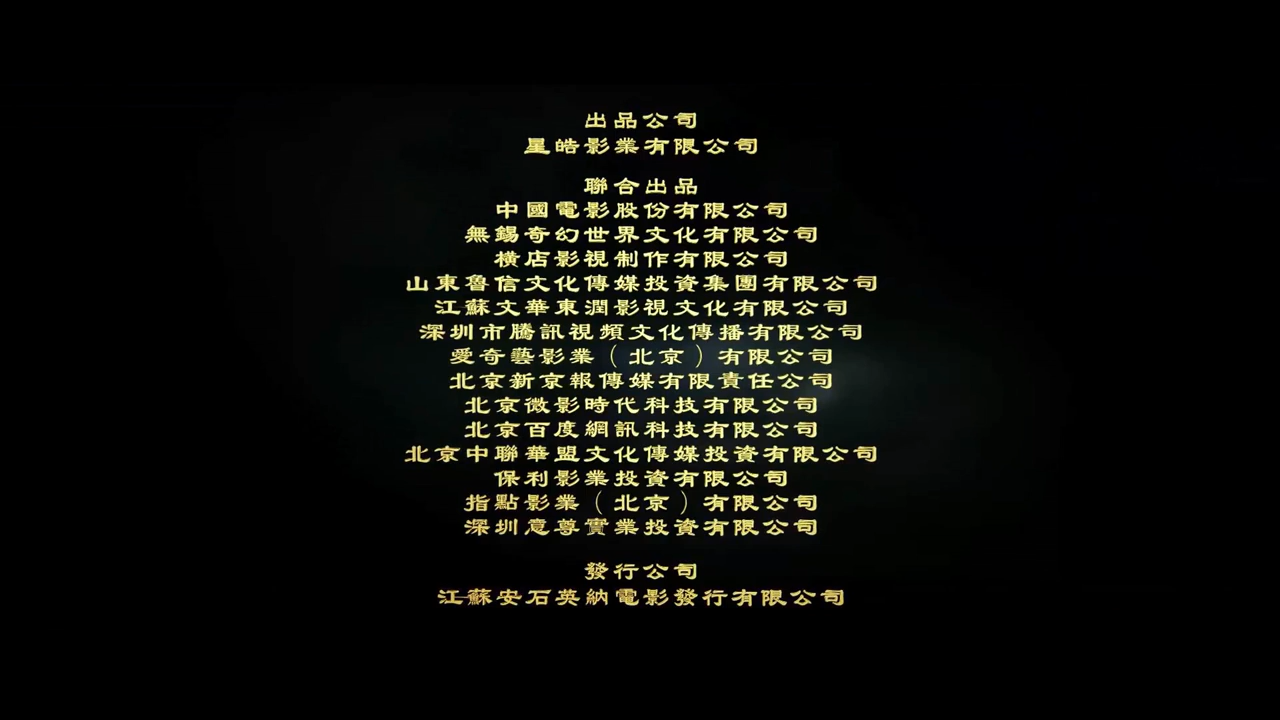 出品公司
星皓影業有限公司
聯合出品
中國電影股份有限公司
無錫奇幻世界文化有限公司
橫店影視制作有限公司
山東魯信文化傳媒投資集團有限公司
江蘇文華東潤影視文化有限公司
深圳市騰訊視頻文化傳播有限公司
愛奇藝影業（北京）有限公司
北京新京報傳媒有限責任公司
北京微影時代科技有限公司
北京百度網訊科技有限公司
北京中聯華盟文化傳媒投資有限公司
保利影業投資有限公司
指點影業（北京）有限公司
深圳意尊實業投資有限公司
發行公司
江蘇安石英納電影發行有限公司